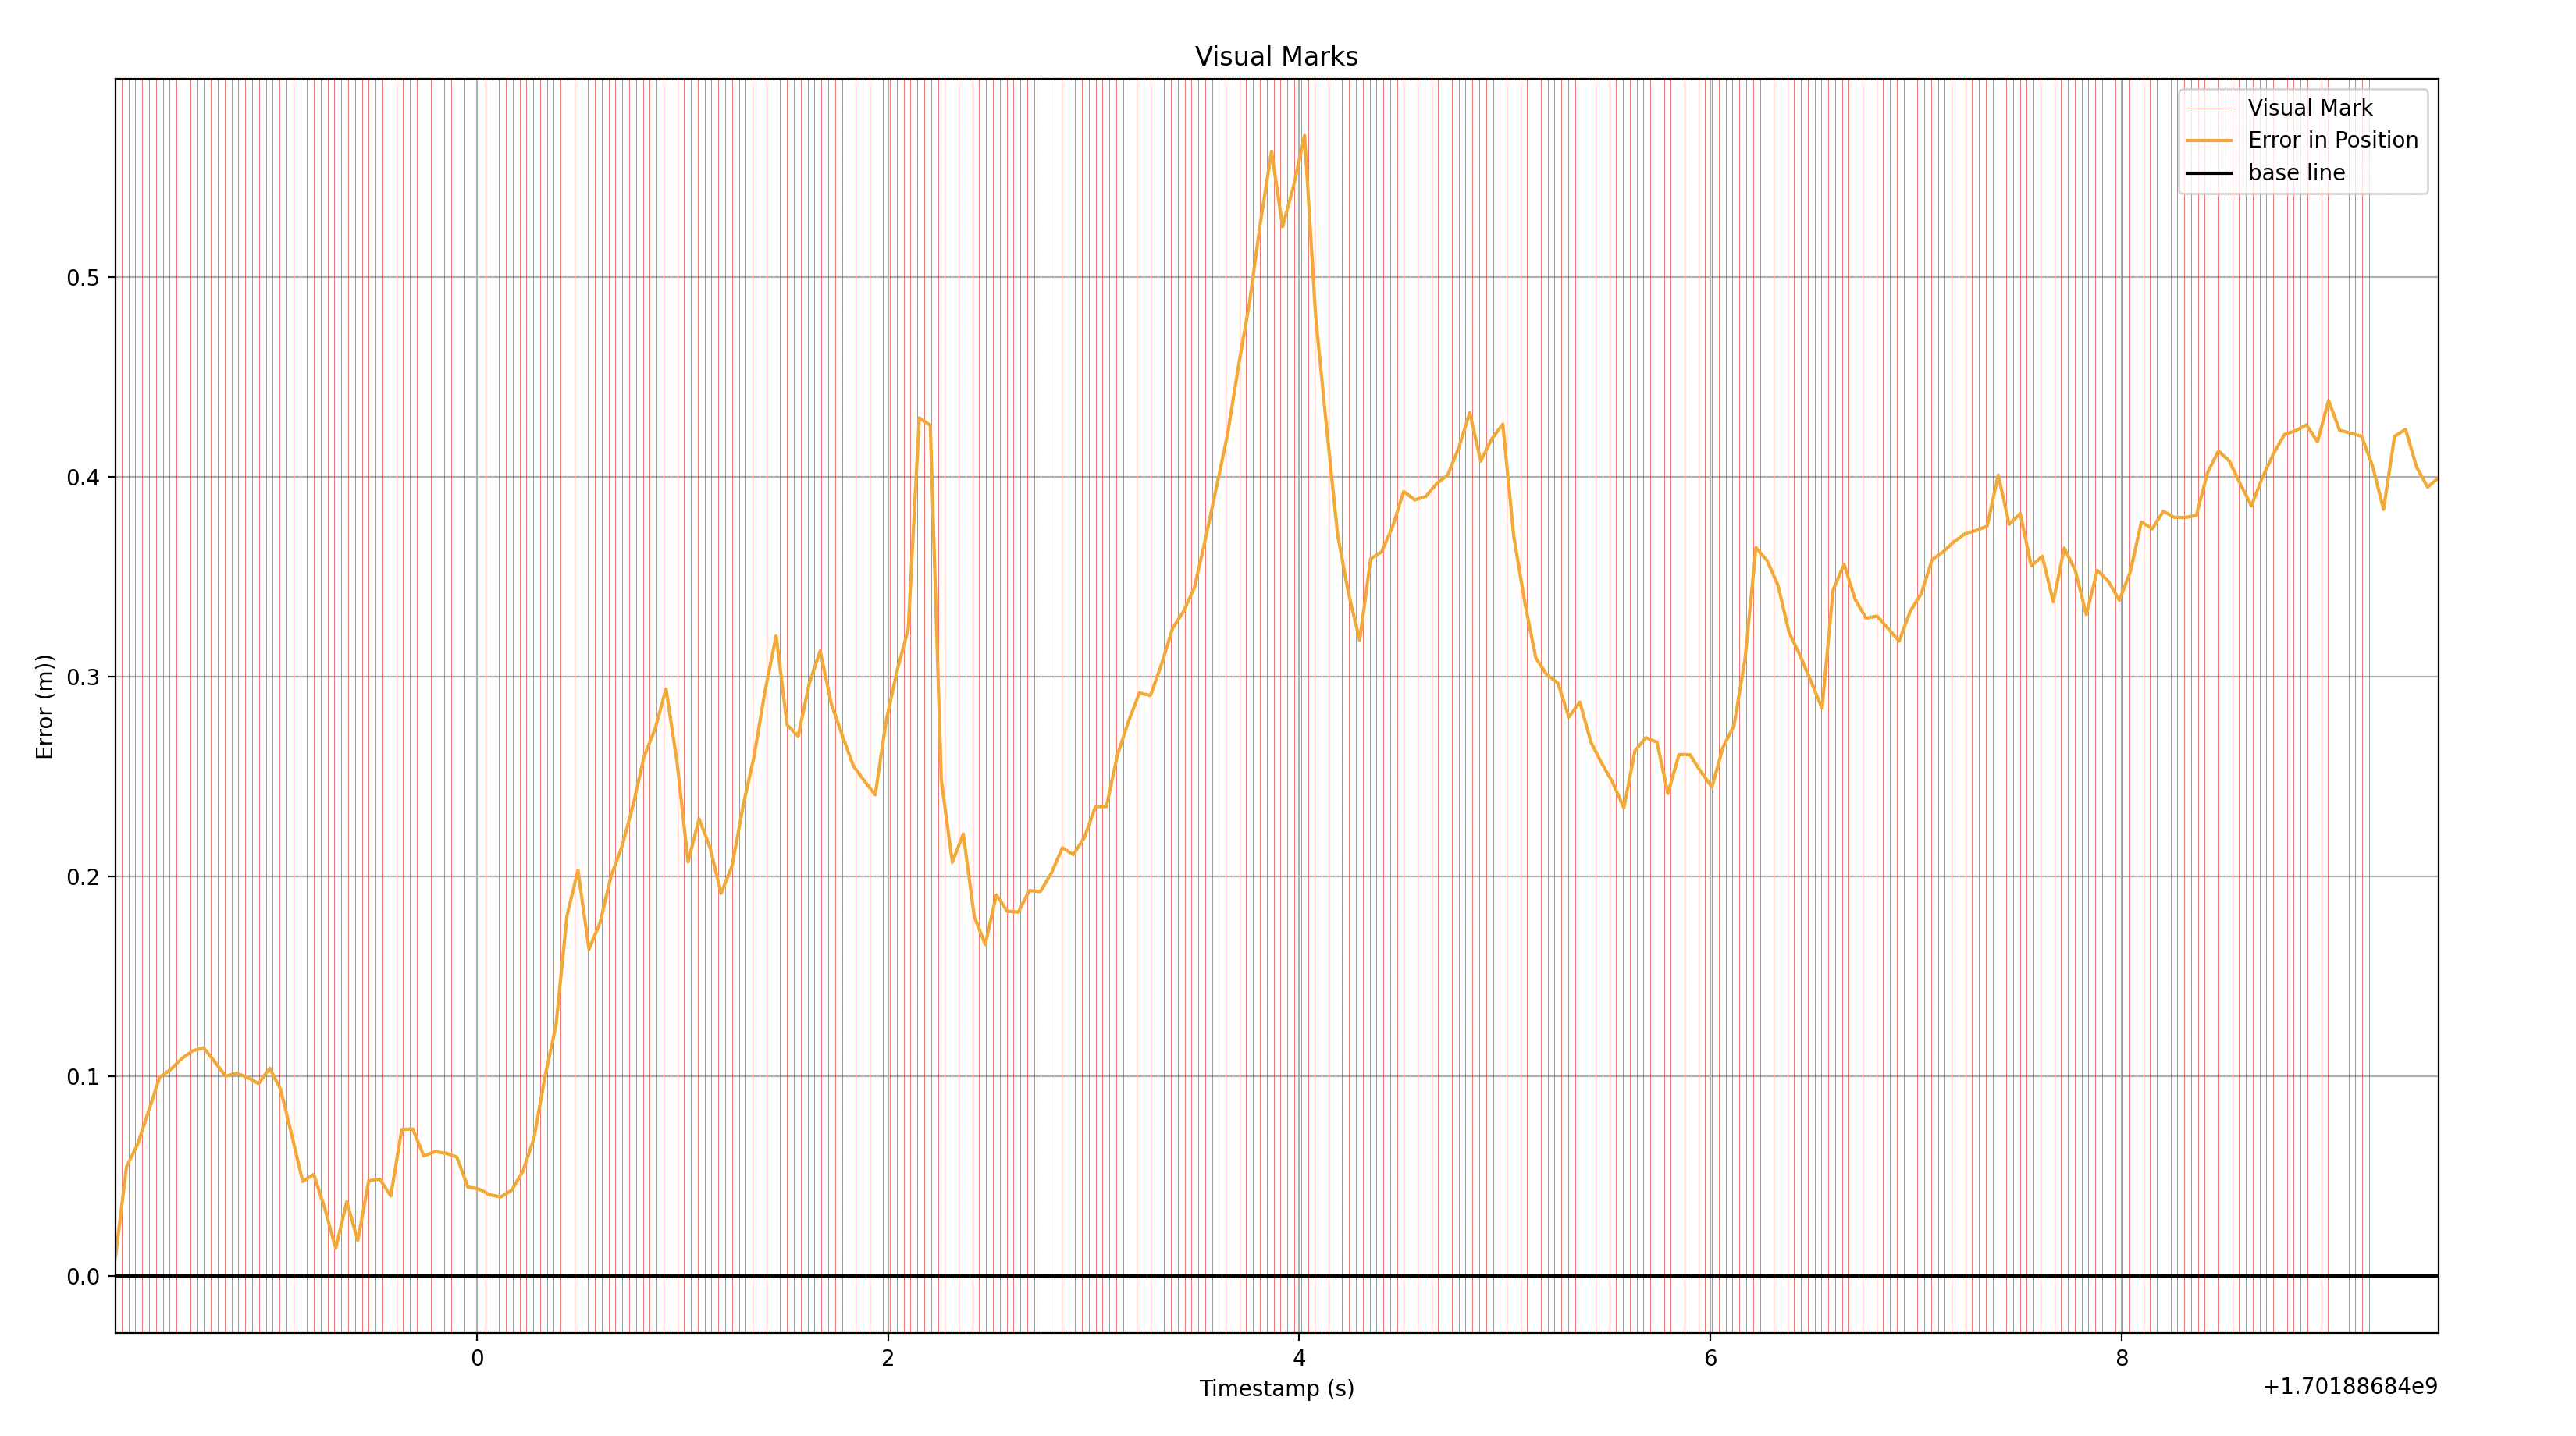 Visual Marks
Visual Mark
Error in Position
base line
0.5
0.4
0.3
0.2
0.1
0.0
Error (m))
0 2 4 6 8
Timestamp (s)
+1.70188684e9